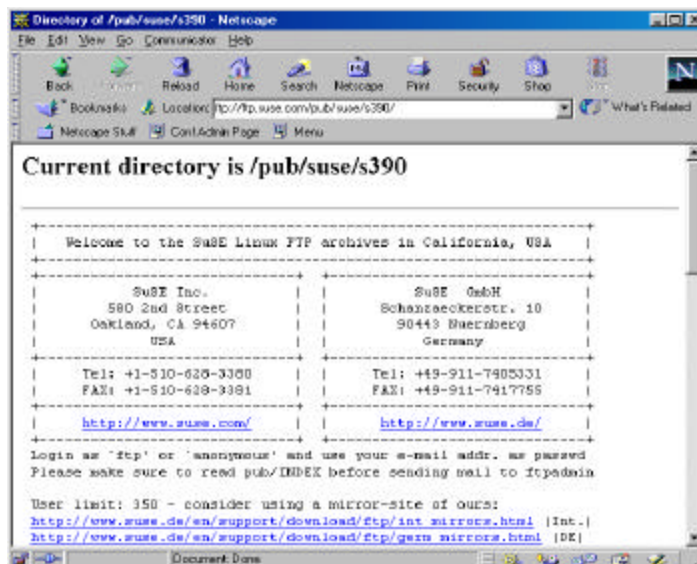 Directory of /pub/suse/s390 - Netscape
File Edit View Go Communicator Help
Back Reload Home Search Netscape Print Security Shop
Bookmarks Location: ftp://ftp.suse.com/pub/suse/s390/ What's Related
Netscape Stuff Cont Admin Page Menu
Current directory is /pub/suse/s390
Welcome to the SuSE Linux FTP archives in California, USA
SuSE Inc. SuSE GmbH
580 2nd Street Schanzaeckerstr. 10
Oakland, CA 94607 90443 Nuernberg
USA Germany
Tel: +1-510-628-3380 Tel: +49-911-7405331
FAX: +1-510-628-3381 FAX: +49-911-7417755
http://www.suse.com/ http://www.suse.de/
Login as `ftp' or `anonymous' and use your e-mail addr. as passwd
Please make sure to read pub/INDEX before sending mail to ftpadmin
User limit: 350 - consider using a mirror-site of ours:
http://www.suse.de/en/support/download/ftp/int_mirrors.html |Int.|
http://www.suse.de/en/support/download/ftp/germ_mirrors.html |DE|
Document: Done